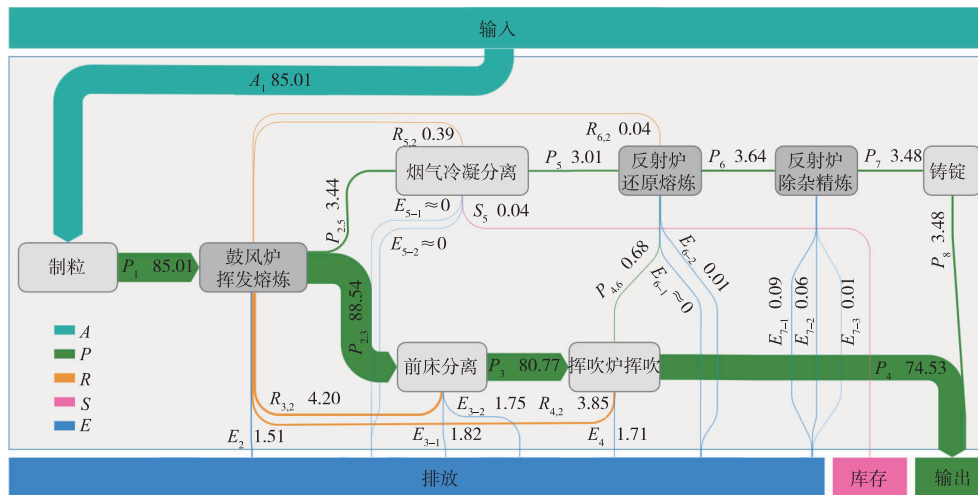 输入
A₁ 85.01
R₅,₂ 0.39
R₆,₂ 0.04
烟气冷凝分离
P₅ 3.01
反射炉
还原熔炼
P₆ 3.64
反射炉
除杂精炼
P₇ 3.48
铸锭
P₂,₅ 3.44
E₅₋₁ ≈0
E₅₋₂ ≈0
S₅ 0.04
制粒
P₁ 85.01
鼓风炉
挥发熔炼
P₂,₃ 88.54
P₄,₆ 0.68
E₆₋₁ ≈0
E₆₋₂ 0.01
E₇₋₁ 0.09
E₇₋₂ 0.06
E₇₋₃ 0.01
P₈ 3.48
A
P
R
S
E
前床分离
P₃ 80.77
挥吹炉挥吹
P₄ 74.53
R₃,₂ 4.20
E₃₋₂ 1.75
R₄,₂ 3.85
E₂ 1.51
E₃₋₁ 1.82
E₄ 1.71
排放
库存
输出